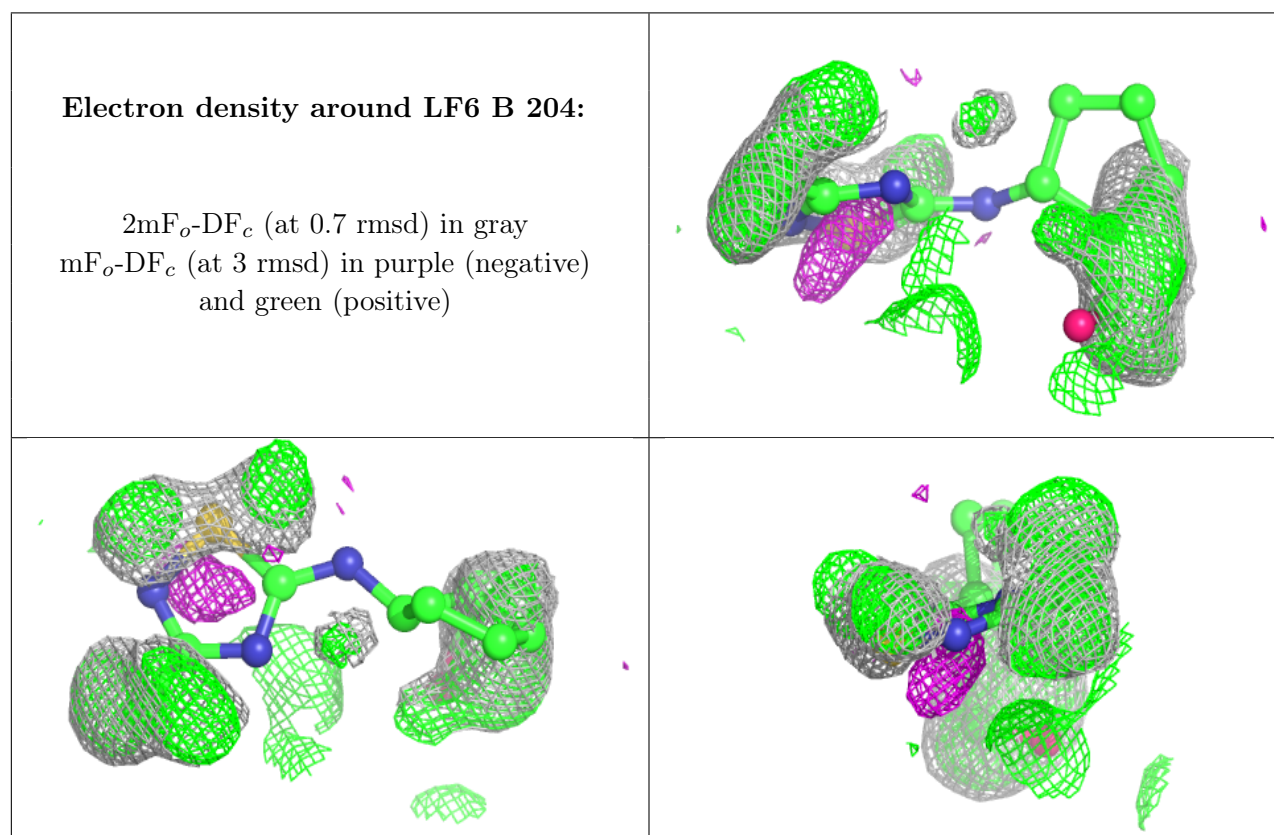 Electron density around LF6 B 204:
2mFo-DFc (at 0.7 rmsd) in gray
mFo-DFc (at 3 rmsd) in purple (negative)
and green (positive)